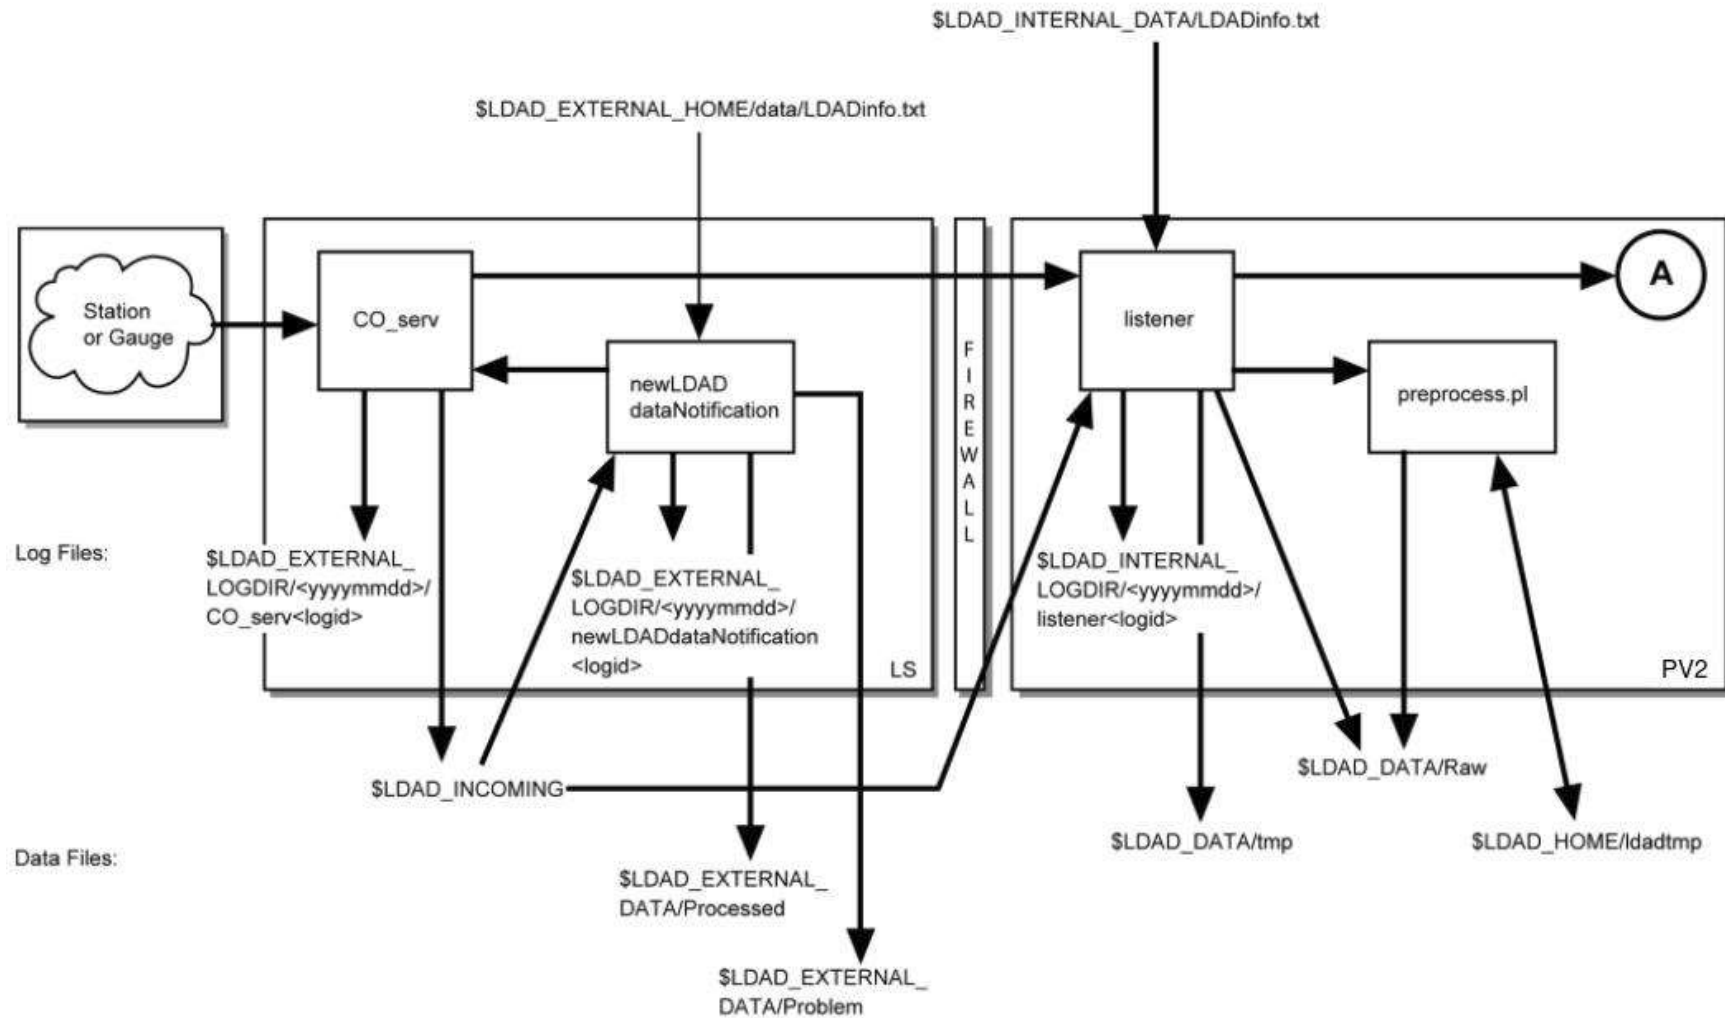 $LDAD_INTERNAL_DATA/LDADinfo.txt
$LDAD_EXTERNAL_HOME/data/LDADinfo.txt
Station
or Gauge
CO_serv
newLDAD
dataNotification
F
I
R
E
W
A
L
L
listener
A
preprocess.pl
Log Files:
$LDAD_EXTERNAL_
LOGDIR/<yyyymmdd>/
CO_serv<logid>
$LDAD_EXTERNAL_
LOGDIR/<yyyymmdd>/
newLDADdataNotification
<logid>
LS
$LDAD_INTERNAL_
LOGDIR/<yyyymmdd>/
listener<logid>
PV2
$LDAD_INCOMING
$LDAD_DATA/Raw
$LDAD_DATA/tmp
$LDAD_HOME/ldadtmp
Data Files:
$LDAD_EXTERNAL_
DATA/Processed
$LDAD_EXTERNAL_
DATA/Problem